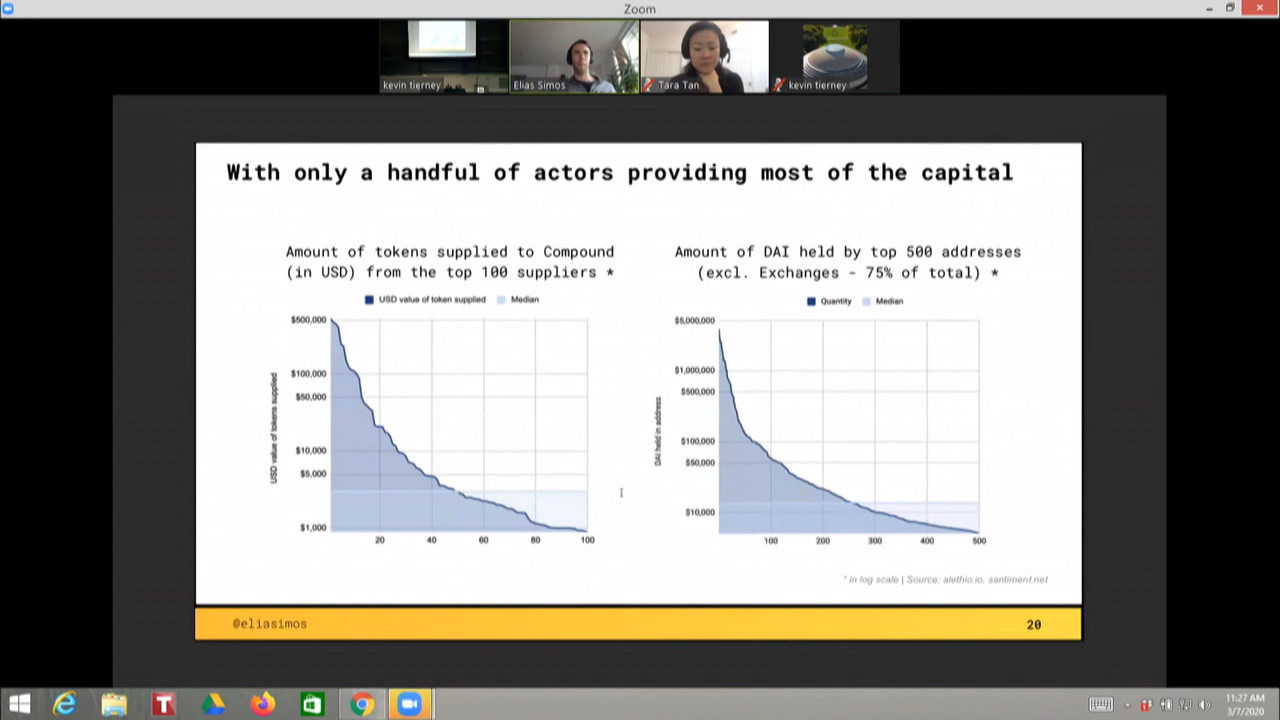 Zoom
kevin tierney
Elias Simos
Tara Tan
kevin tierney
With only a handful of actors providing most of the capital
Amount of tokens supplied to Compound
(in USD) from the top 100 suppliers *
USD value of token supplied
Median
$500,000
$100,000
$50,000
$10,000
$5,000
$1,000
USD value of tokens supplied
20
40
60
80
100
Amount of DAI held by top 500 addresses
(excl. Exchanges - 75% of total) *
Quantity
Median
$5,000,000
$1,000,000
$500,000
$100,000
$50,000
$10,000
DAI held in address
100
200
300
400
500
* in log scale | Source: alethio.io, santiment.net
@eliasimos
20
T
11:27 AM
3/7/2020